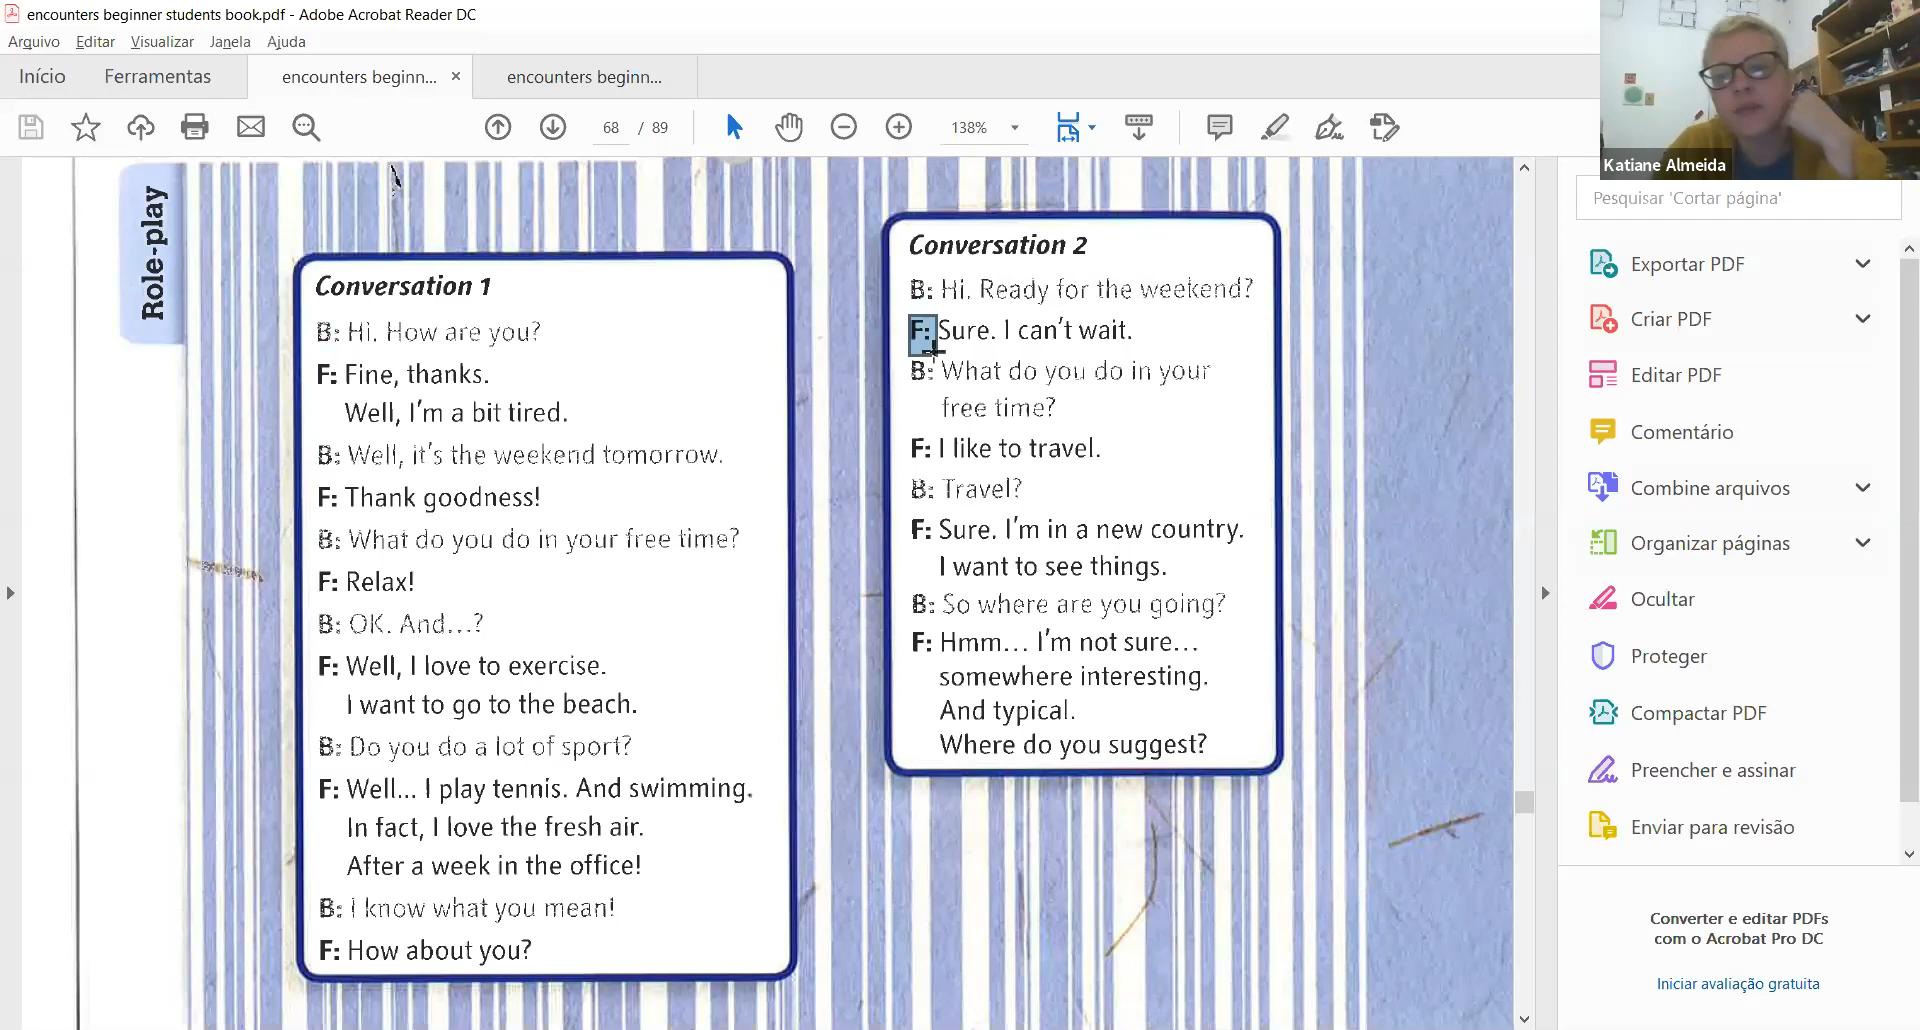 encounters beginner students book.pdf - Adobe Acrobat Reader DC
Arquivo Editar Visualizar Janela Ajuda
Início Ferramentas encounters beginn... × encounters beginn...
68 / 89 138%
Katiane Almeida
Role-play
Conversation 1
B: Hi. How are you?
F: Fine, thanks.
Well, I'm a bit tired.
B: Well, it's the weekend tomorrow.
F: Thank goodness!
B: What do you do in your free time?
F: Relax!
B: OK. And...?
F: Well, I love to exercise.
I want to go to the beach.
B: Do you do a lot of sport?
F: Well... I play tennis. And swimming.
In fact, I love the fresh air.
After a week in the office!
B: I know what you mean!
F: How about you?
Conversation 2
B: Hi. Ready for the weekend?
F: Sure. I can't wait.
B: What do you do in your
free time?
F: I like to travel.
B: Travel?
F: Sure. I'm in a new country.
I want to see things.
B: So where are you going?
F: Hmm... I'm not sure...
somewhere interesting.
And typical.
Where do you suggest?
Pesquisar 'Cortar página'
Exportar PDF
Criar PDF
Editar PDF
Comentário
Combine arquivos
Organizar páginas
Ocultar
Proteger
Compactar PDF
Preencher e assinar
Enviar para revisão
Converter e editar PDFs
com o Acrobat Pro DC
Iniciar avaliação gratuita